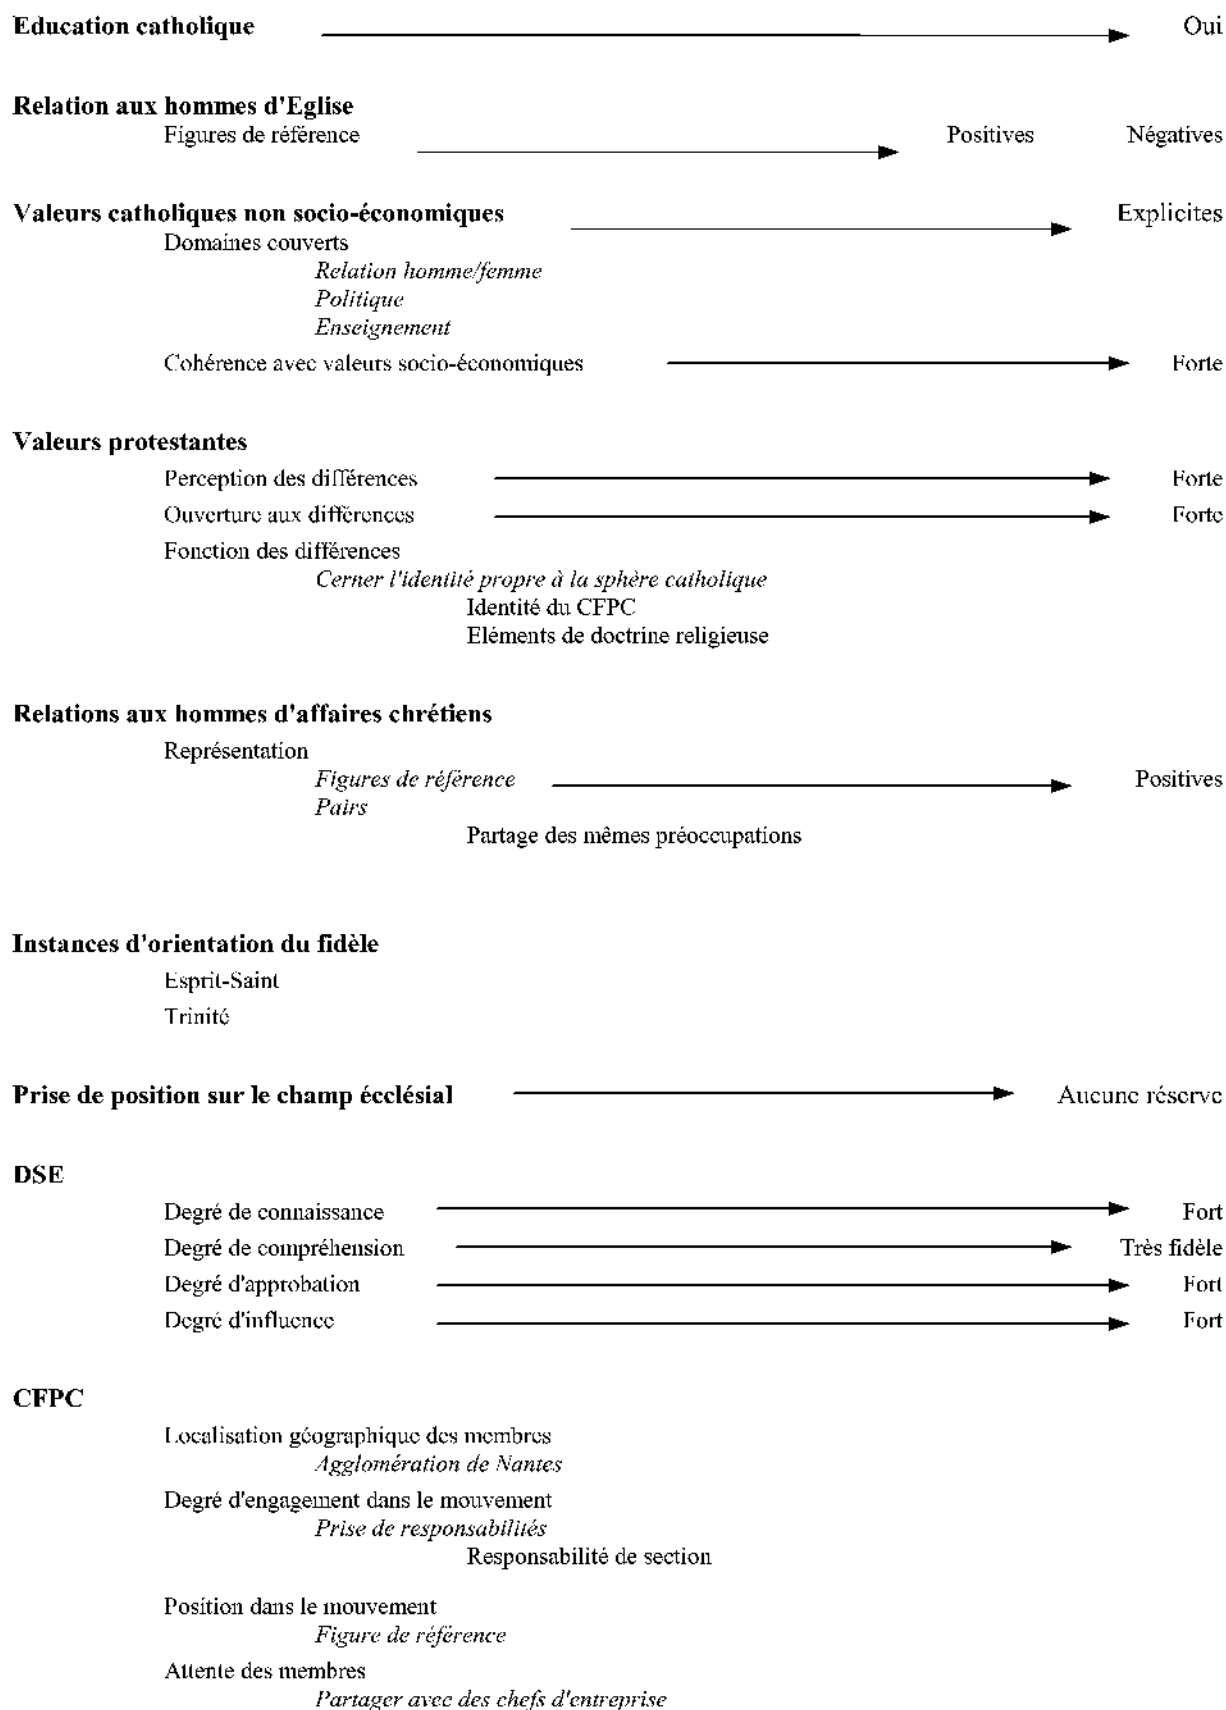 Education catholique Oui
Relation aux hommes d'Eglise
Figures de référence Positives Négatives
Valeurs catholiques non socio-économiques Explicites
Domaines couverts
Relation homme/femme
Politique
Enseignement
Cohérence avec valeurs socio-économiques Forte
Valeurs protestantes
Perception des différences Forte
Ouverture aux différences Forte
Fonction des différences
Cerner l'identité propre à la sphère catholique
Identité du CFPC
Eléments de doctrine religieuse
Relations aux hommes d'affaires chrétiens
Représentation
Figures de référence Positives
Pairs
Partage des mêmes préoccupations
Instances d'orientation du fidèle
Esprit-Saint
Trinité
Prise de position sur le champ écclésial Aucune réserve
DSE
Degré de connaissance Fort
Degré de compréhension Très fidèle
Degré d'approbation Fort
Degré d'influence Fort
CFPC
Localisation géographique des membres
Agglomération de Nantes
Degré d'engagement dans le mouvement
Prise de responsabilités
Responsabilité de section
Position dans le mouvement
Figure de référence
Attente des membres
Partager avec des chefs d'entreprise